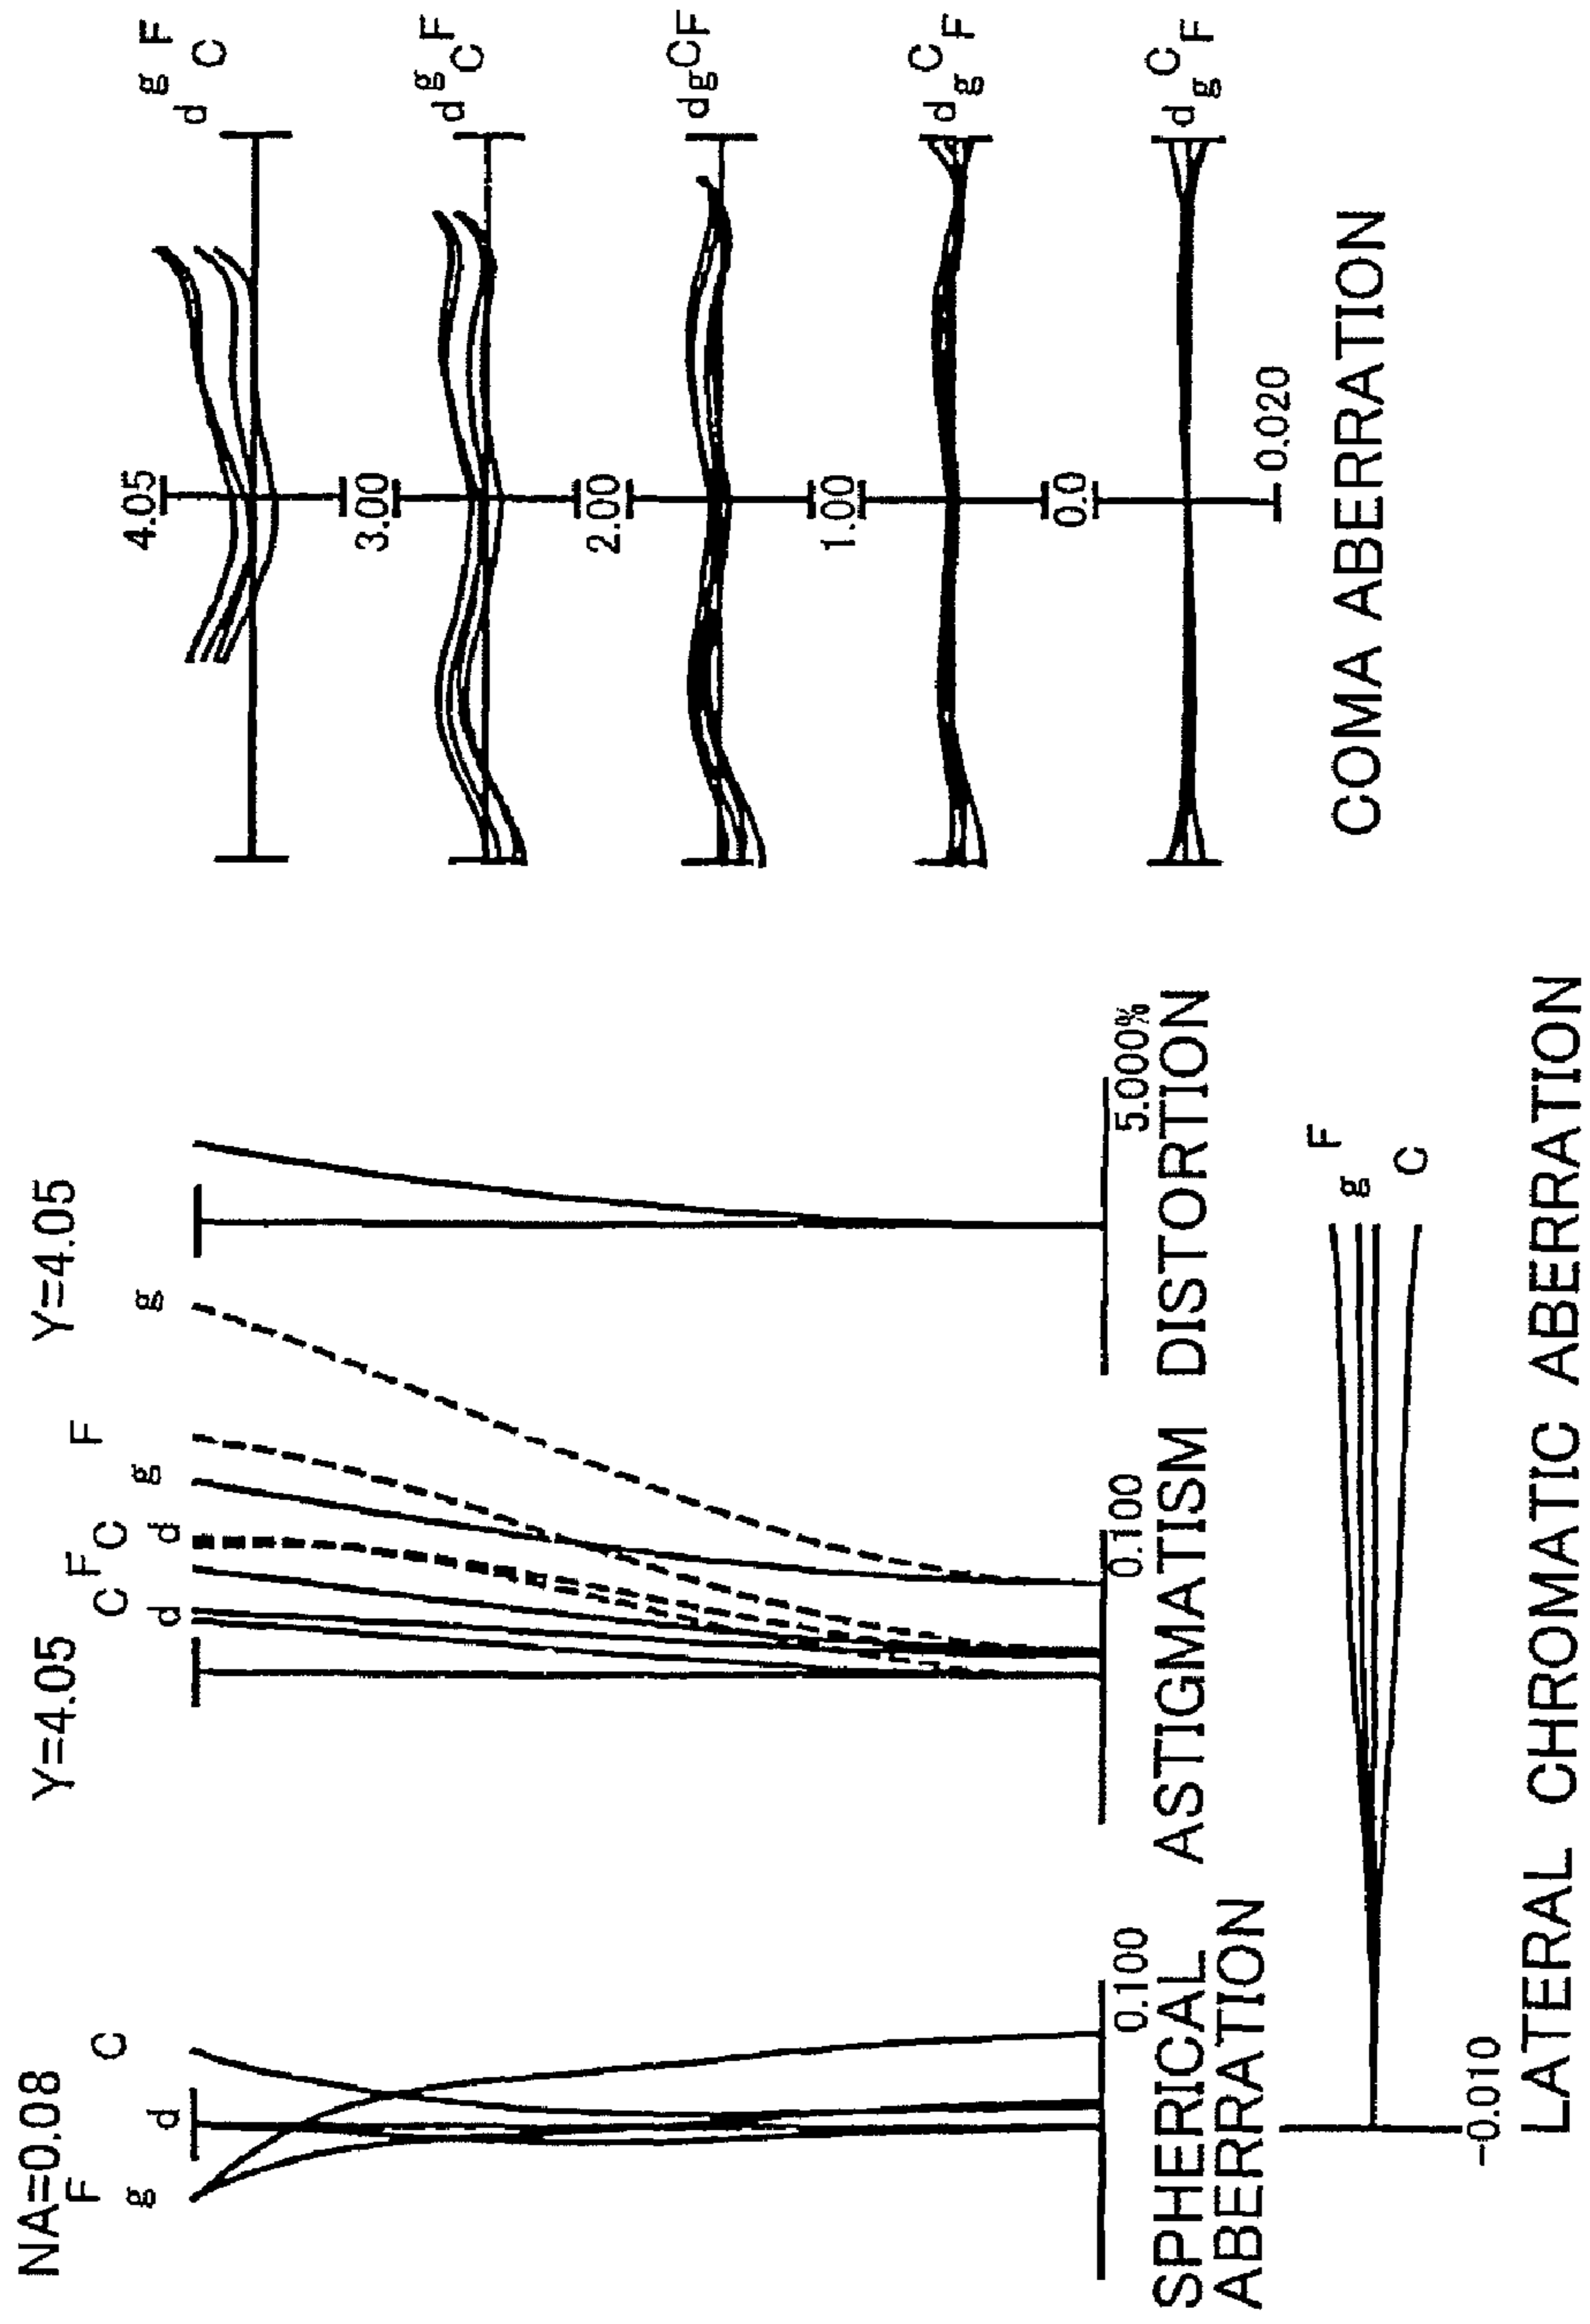 NA=0.08
F
g
d
C
0.100
SPHERICAL
ABERRATION
Y=4.05
C
d
F
C
d
g
F
g
0.100
ASTIGMATISM
Y=4.05
5.000%
DISTORTION
4.05
d g C F
3.00
d g C F
2.00
d g C F
1.00
d g C F
0.0
d g C F
0.020
COMA ABERRATION
F
g
C
-0.010
LATERAL CHROMATIC ABERRATION